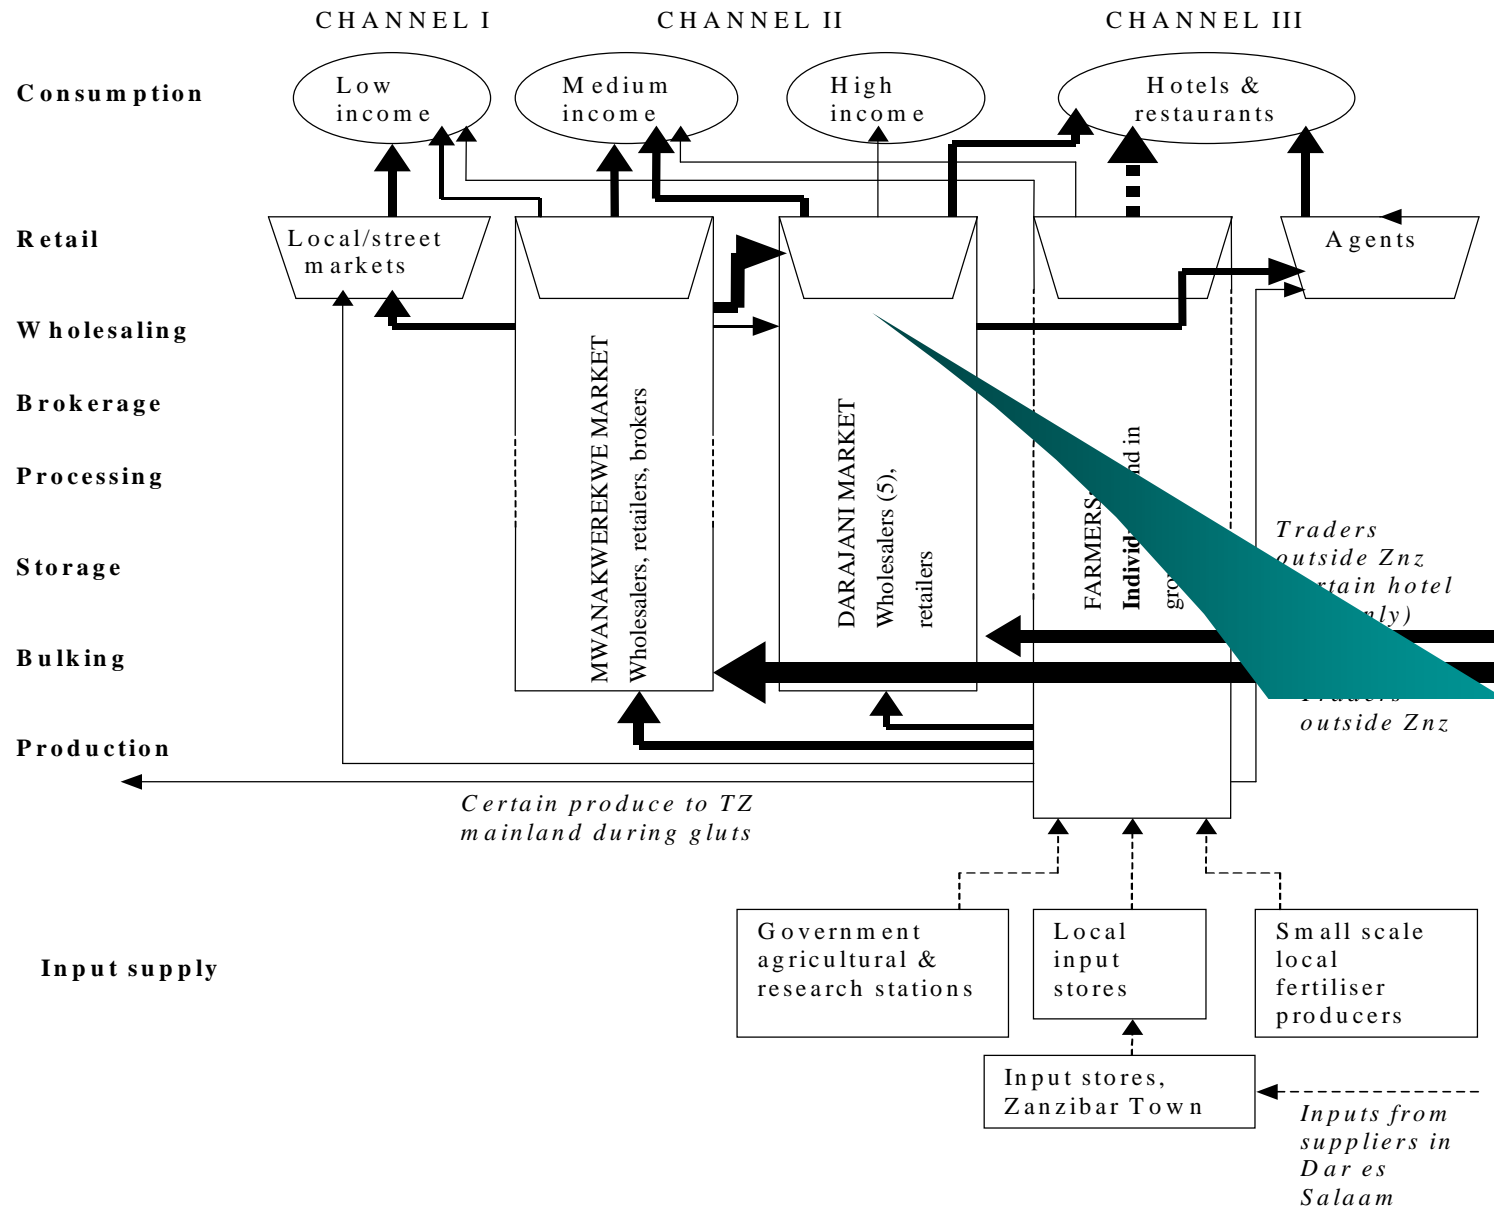 CHANNEL I
CHANNEL II
CHANNEL III
Consumption
Low
income
Medium
income
High
income
Hotels &
restaurants
Retail
Local/street
markets
Agents
Wholesaling
Brokerage
Processing
Storage
Bulking
Production
MWANAKWEREKWE MARKET
Wholesalers, retailers, brokers
DARAJANI MARKET
Wholesalers (5),
retailers
FARMERS
nd in
Traders
outside Znz
hotel
outside Znz
Certain produce to TZ
mainland during gluts
Input supply
Government
agricultural &
research stations
Local
input
stores
Small scale
local
fertiliser
producers
Input stores,
Zanzibar Town
Inputs from
suppliers in
Dar es
Salaam